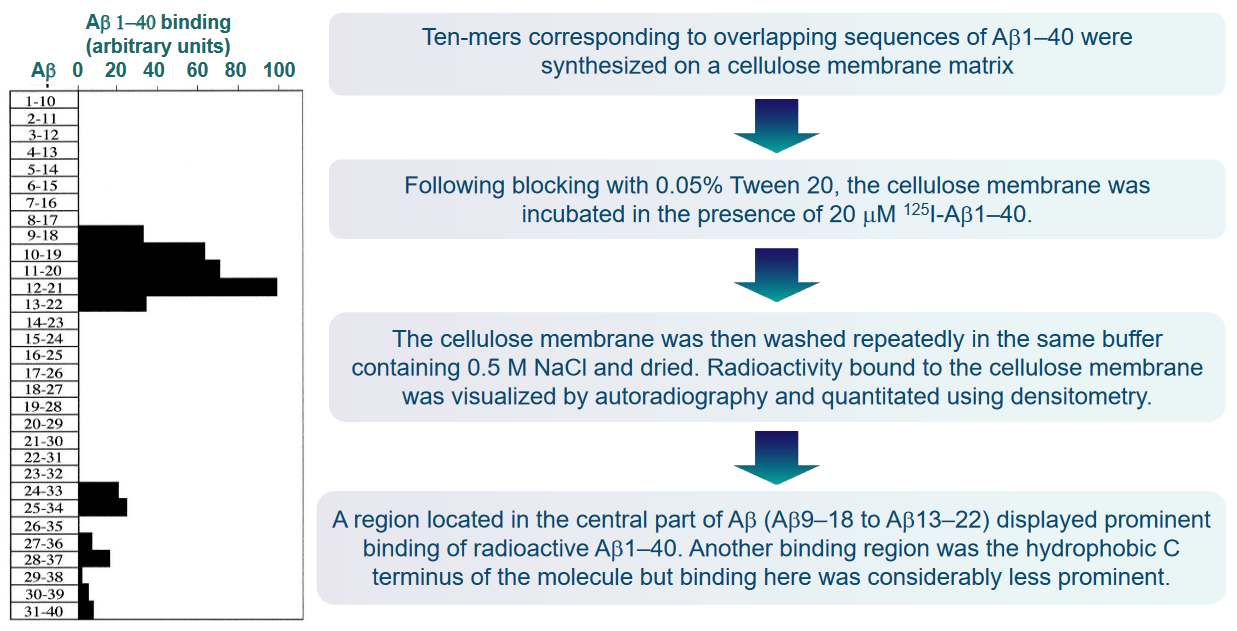 Aβ 1–40 binding
(arbitrary units)
Aβ 0 20 40 60 80 100
1-10
2-11
3-12
4-13
5-14
6-15
7-16
8-17
9-18
10-19
11-20
12-21
13-22
14-23
15-24
16-25
17-26
18-27
19-28
20-29
21-30
22-31
23-32
24-33
25-34
26-35
27-36
28-37
29-38
30-39
31-40
Ten-mers corresponding to overlapping sequences of Aβ1–40 were
synthesized on a cellulose membrane matrix
Following blocking with 0.05% Tween 20, the cellulose membrane was
incubated in the presence of 20 μM ¹²⁵I-Aβ1–40.
The cellulose membrane was then washed repeatedly in the same buffer
containing 0.5 M NaCl and dried. Radioactivity bound to the cellulose membrane
was visualized by autoradiography and quantitated using densitometry.
A region located in the central part of Aβ (Aβ9–18 to Aβ13–22) displayed prominent
binding of radioactive Aβ1–40. Another binding region was the hydrophobic C
terminus of the molecule but binding here was considerably less prominent.